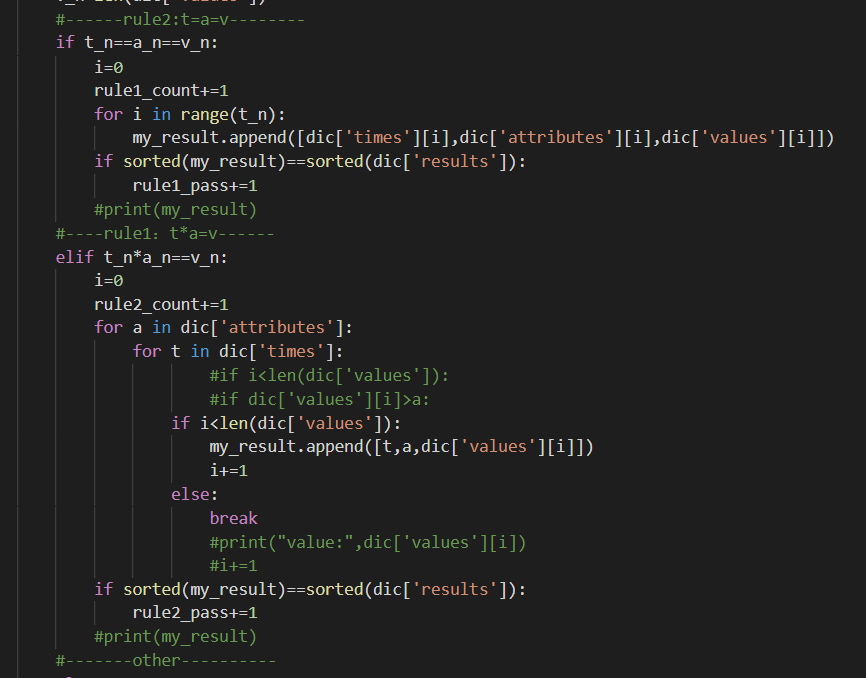 #------rule2:t=a=v--------
if t_n==a_n==v_n:
    i=0
    rule1_count+=1
    for i in range(t_n):
        my_result.append([dic['times'][i],dic['attributes'][i],dic['values'][i]])
    if sorted(my_result)==sorted(dic['results']):
        rule1_pass+=1
    #print(my_result)
#----rule1：t*a=v------
elif t_n*a_n==v_n:
    i=0
    rule2_count+=1
    for a in dic['attributes']:
        for t in dic['times']:
                #if i<len(dic['values']):
                #if dic['values'][i]>a:
            if i<len(dic['values']):
                my_result.append([t,a,dic['values'][i]])
                i+=1
            else:
                break
                #print("value:",dic['values'][i])
                #i+=1
    if sorted(my_result)==sorted(dic['results']):
        rule2_pass+=1
    #print(my_result)
#-------other----------